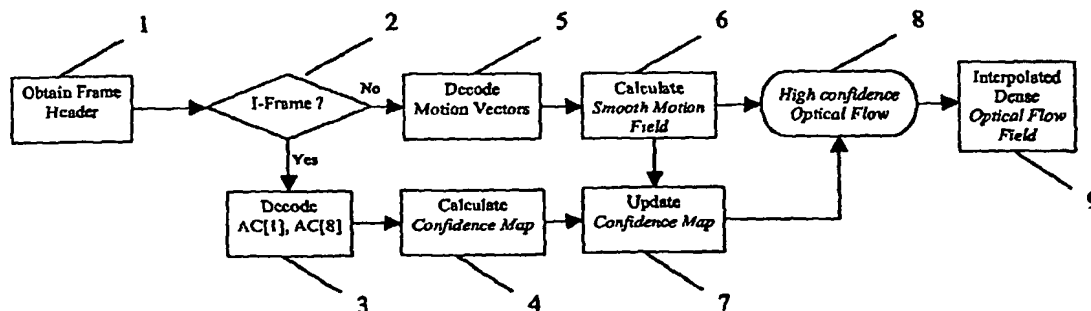 1
2
5
6
8
Obtain Frame
Header
I-Frame ?
No
Decode
Motion Vectors
Calculate
Smooth Motion
Field
High confidence
Optical Flow
Interpolated
Dense
Optical Flow
Field
Yes
Decode
AC[1], AC[8]
Calculate
Confidence Map
Update
Confidence Map
3
4
7
9